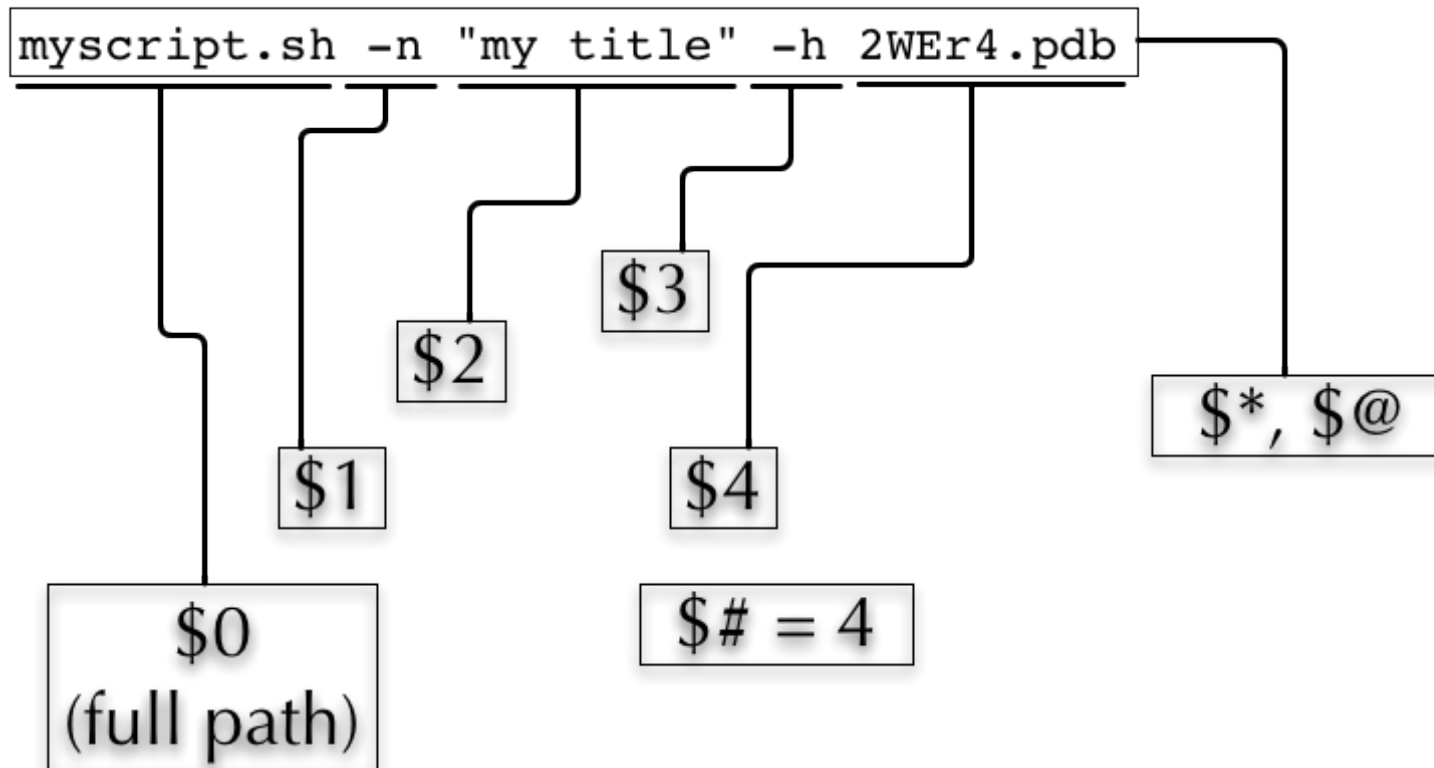 myscript.sh -n "my title" -h 2WEr4.pdb
$3
$2
$*, $@
$1
$4
$0
(full path)
$# = 4